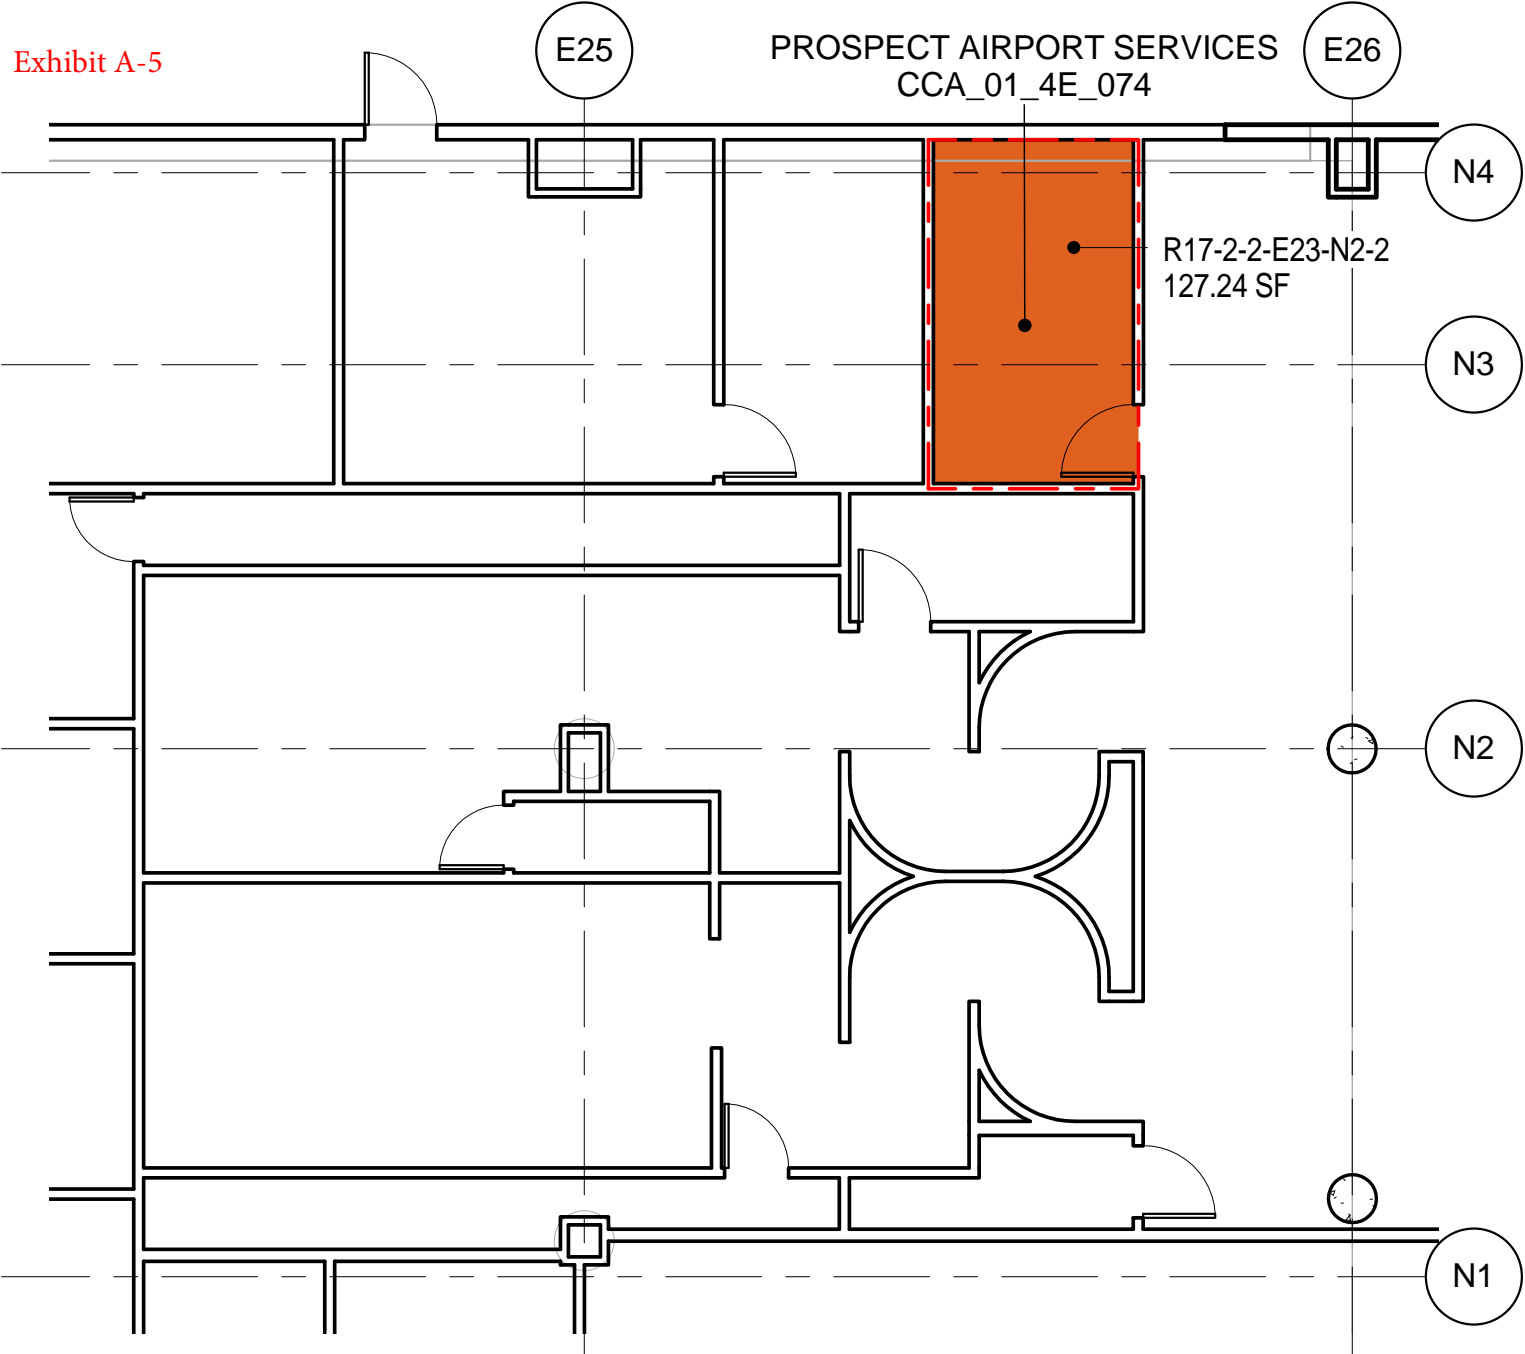 Exhibit A-5
E25
PROSPECT AIRPORT SERVICES
CCA_01_4E_074
E26
N4
R17-2-2-E23-N2-2
127.24 SF
N3
N2
N1